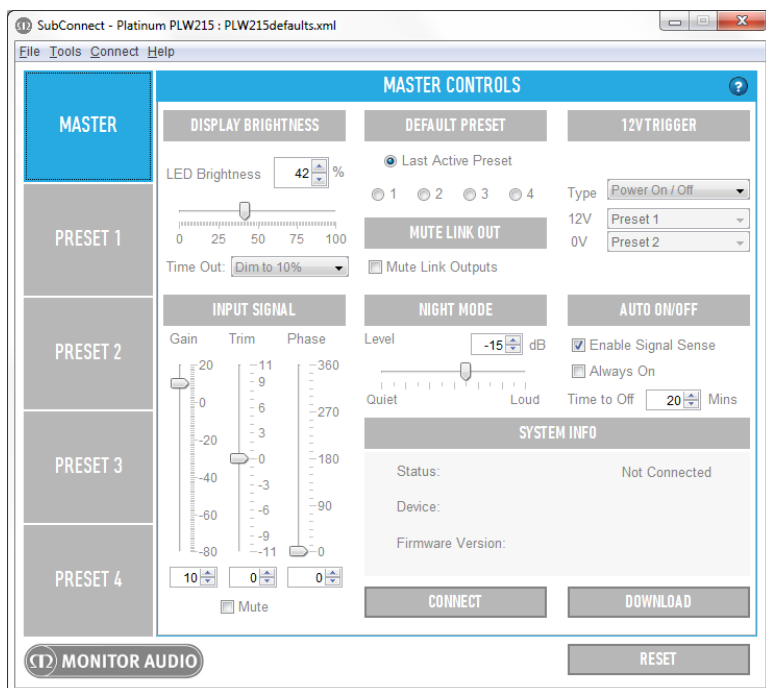 SubConnect - Platinum PLW215 : PLW215defaults.xml
File Tools Connect Help
MASTER
PRESET 1
PRESET 2
PRESET 3
PRESET 4
MASTER CONTROLS
?
DISPLAY BRIGHTNESS
LED Brightness 42 %
0 25 50 75 100
Time Out: Dim to 10%
DEFAULT PRESET
Last Active Preset
1 2 3 4
MUTE LINK OUT
Mute Link Outputs
12V TRIGGER
Type Power On / Off
12V Preset 1
0V Preset 2
INPUT SIGNAL
Gain Trim Phase
20 11 360
9
0 6 270
3
-20 0 180
-40 -3
-60 -6 90
-9
-80 -11 0
10 0 0
Mute
NIGHT MODE
Level -15 dB
Quiet Loud
AUTO ON/OFF
Enable Signal Sense
Always On
Time to Off 20 Mins
SYSTEM INFO
Status: Not Connected
Device:
Firmware Version:
CONNECT
DOWNLOAD
MONITOR AUDIO
RESET